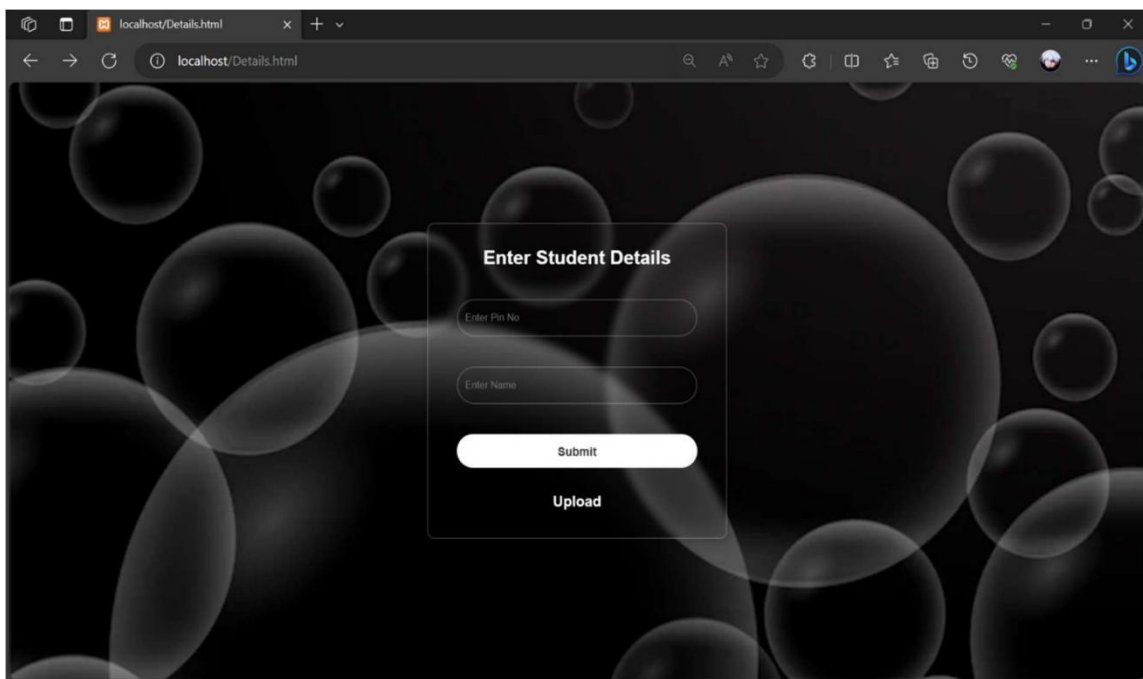 localhost/Details.html
localhost/Details.html
Enter Student Details
Enter Pin No
Enter Name
Submit
Upload